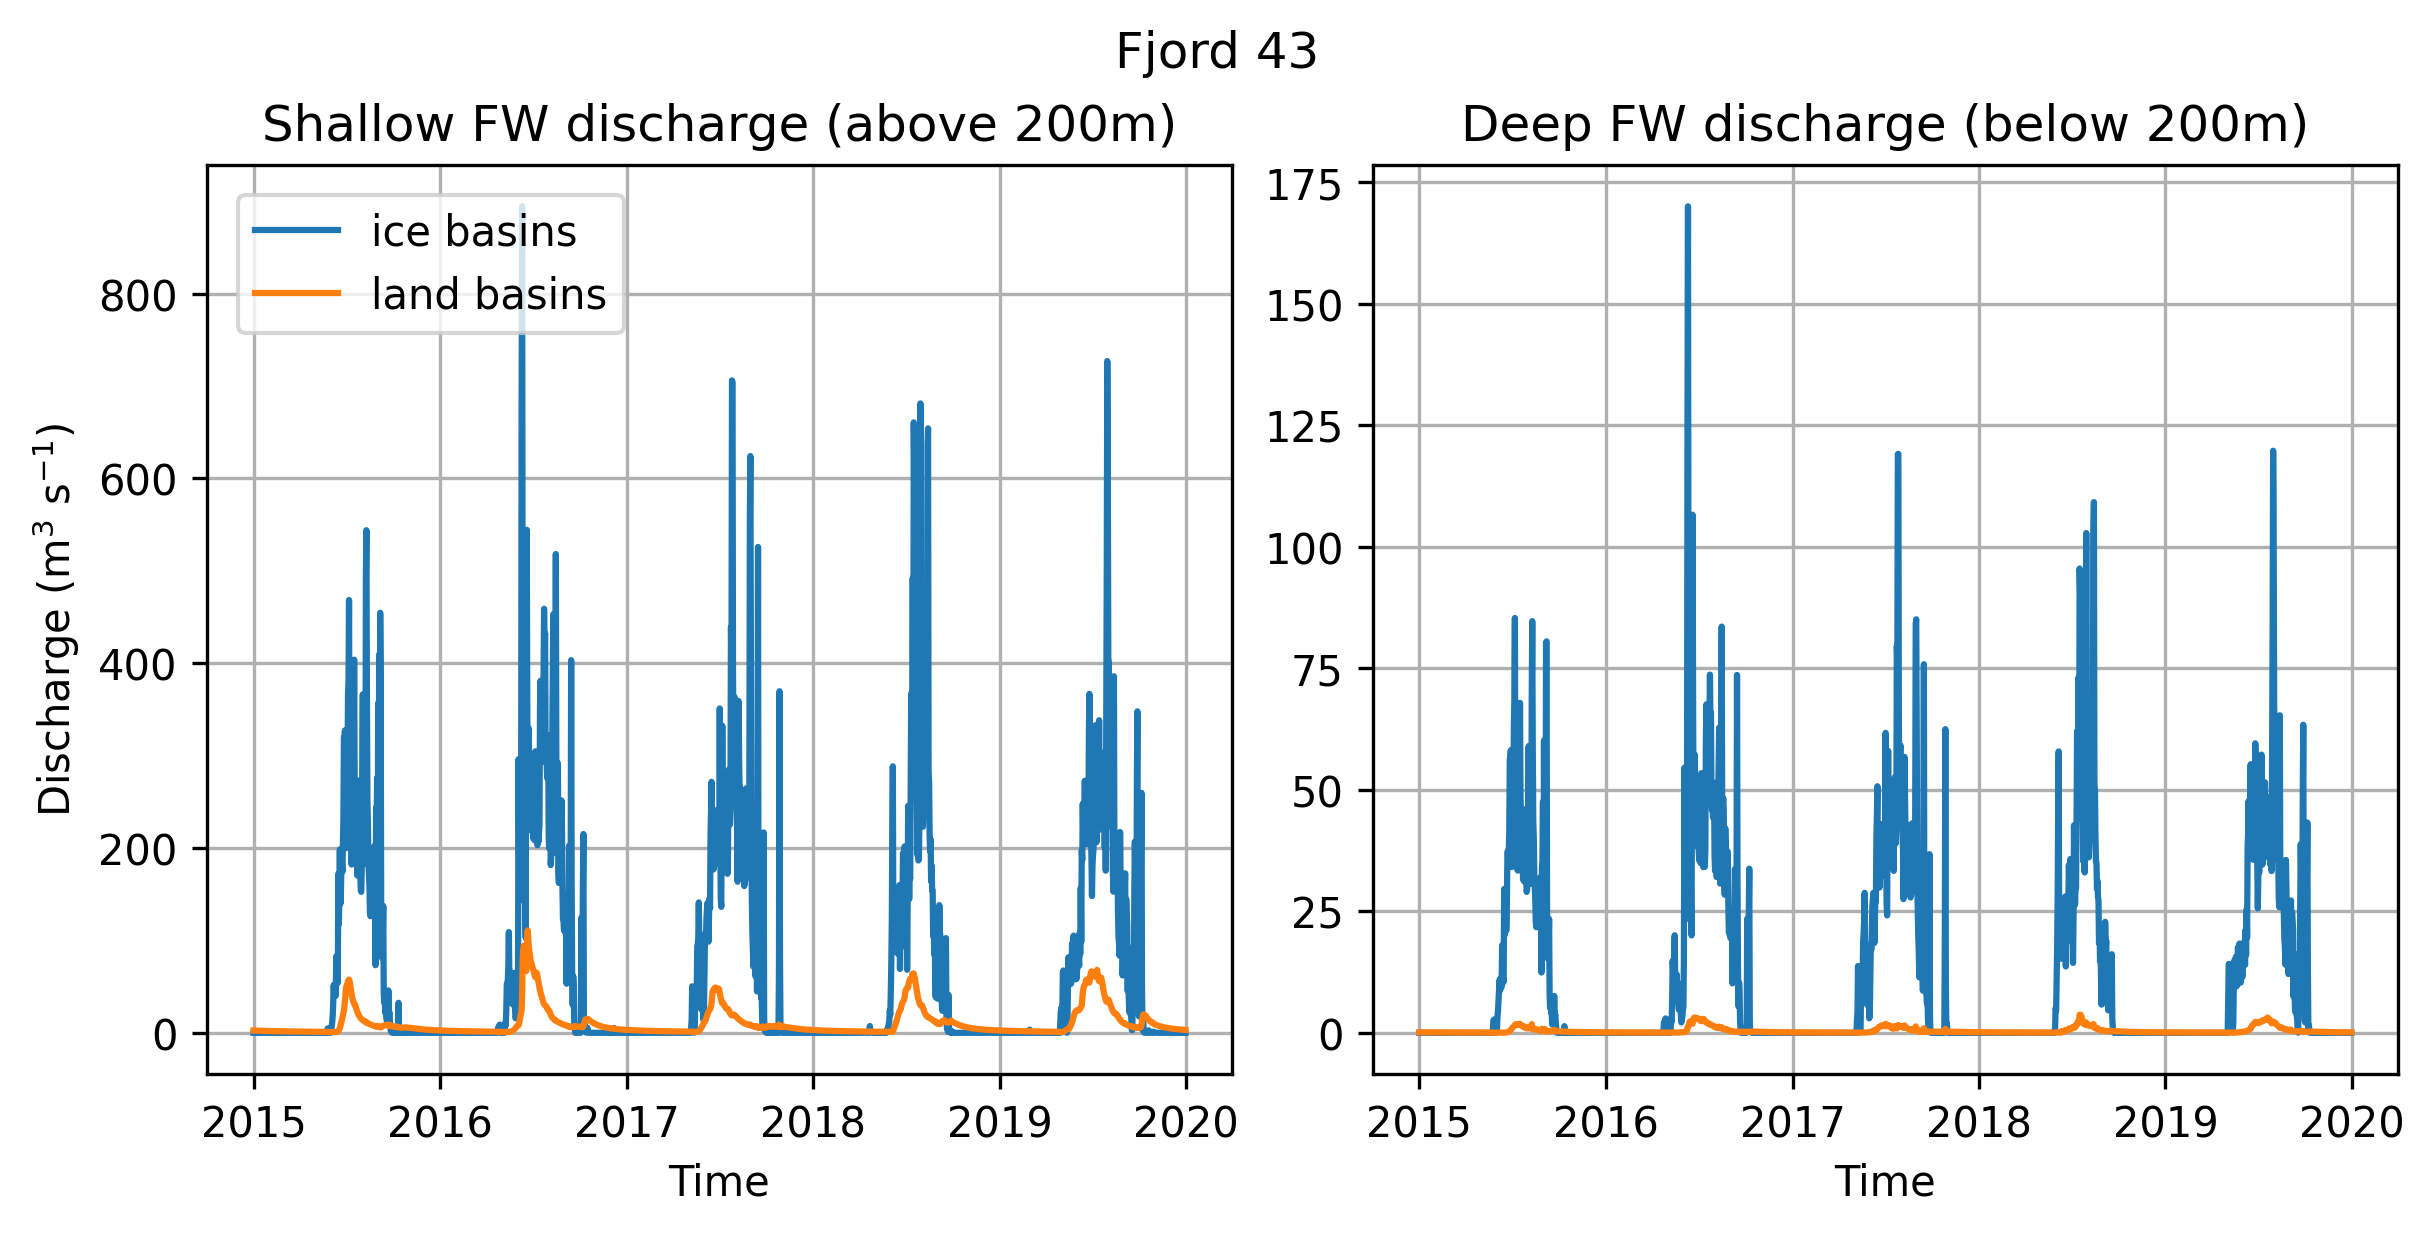 Fjord 43
Shallow FW discharge (above 200m)
ice basins
land basins
Discharge (m³ s⁻¹)
800
600
400
200
0
2015 2016 2017 2018 2019 2020
Time
Deep FW discharge (below 200m)
175
150
125
100
75
50
25
0
2015 2016 2017 2018 2019 2020
Time